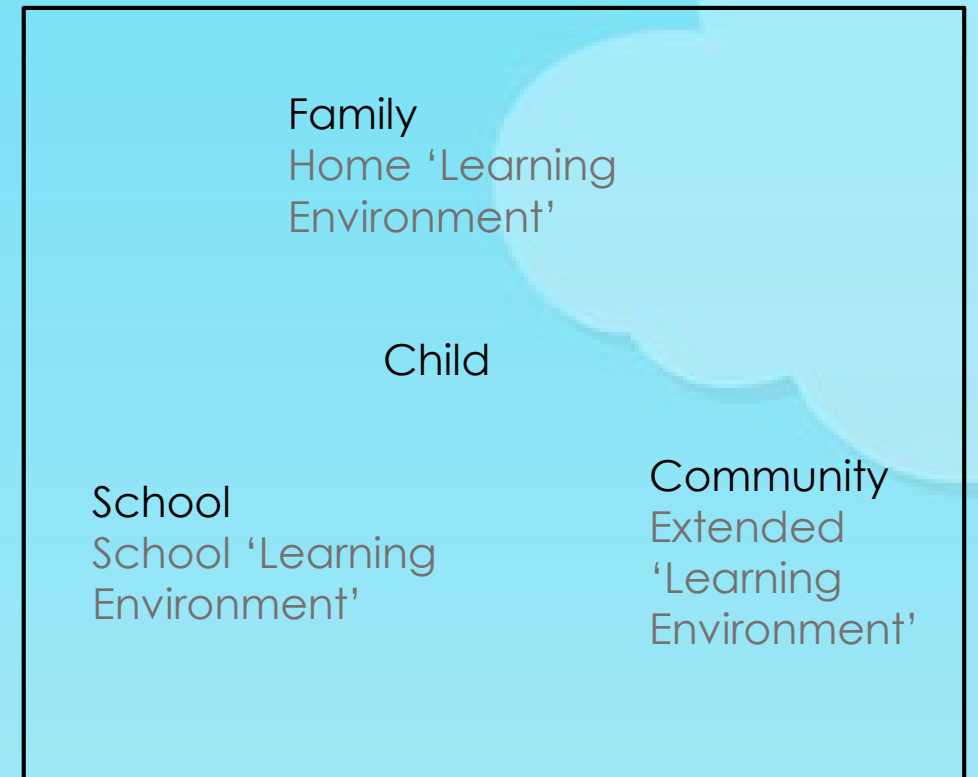 Family
Home ‘Learning
Environment’
Child
School
School ‘Learning
Environment’
Community
Extended
‘Learning
Environment’